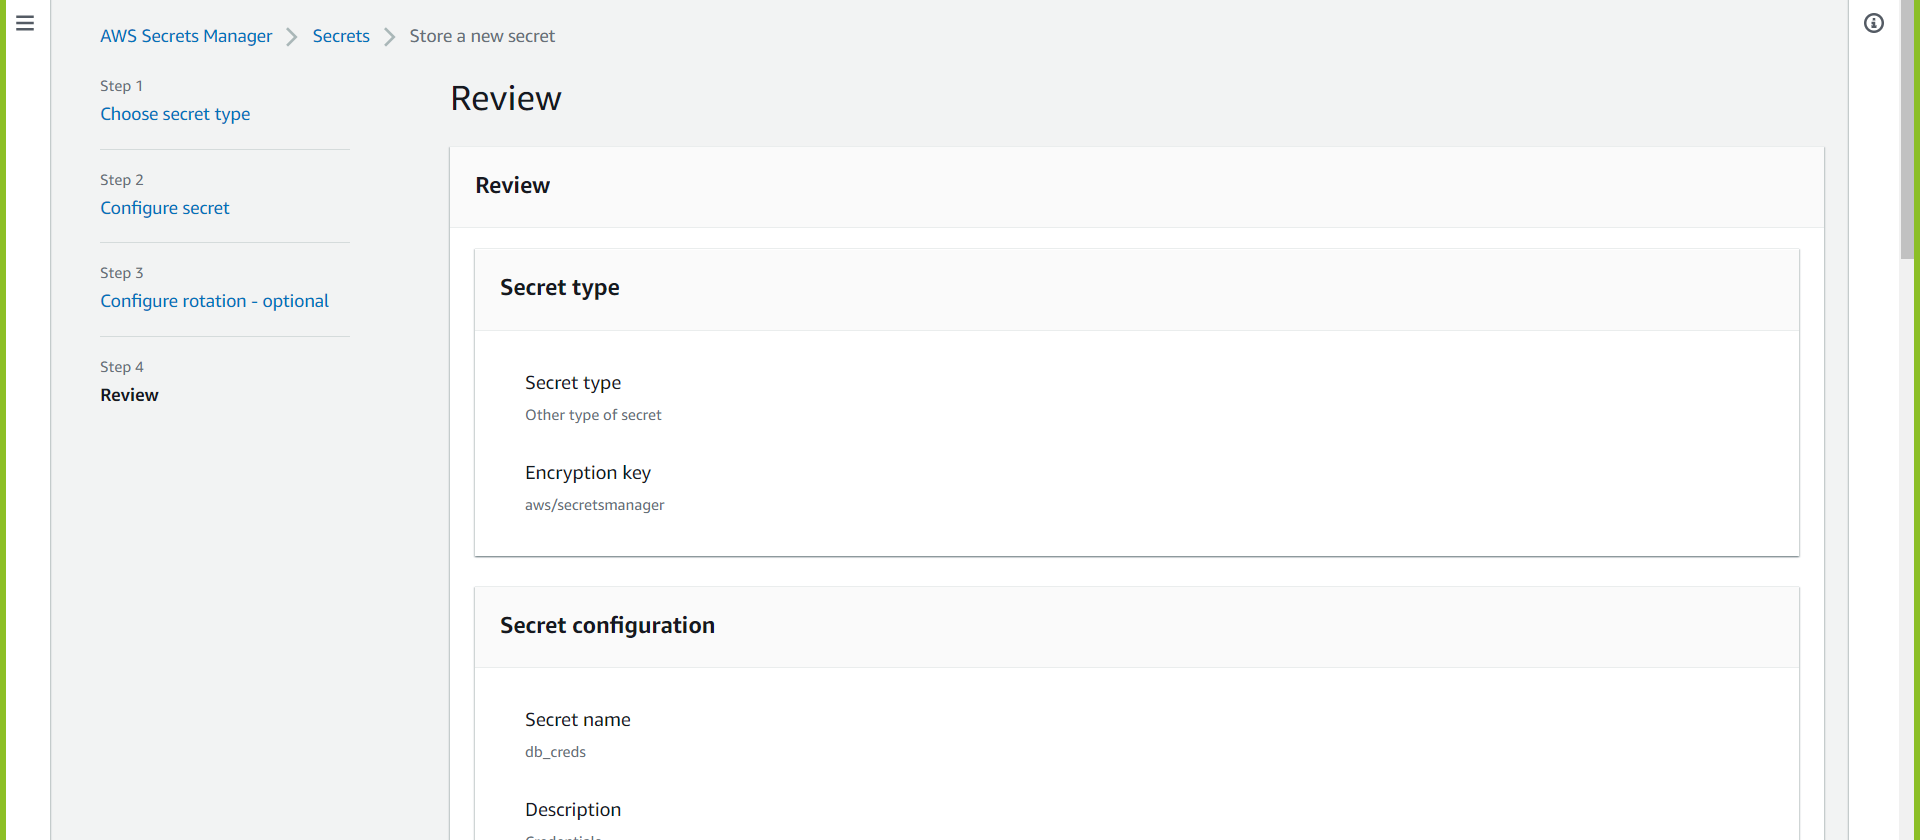 AWS Secrets Manager > Secrets > Store a new secret
Step 1
Choose secret type
Step 2
Configure secret
Step 3
Configure rotation - optional
Step 4
Review
Review
Review
Secret type
Secret type
Other type of secret
Encryption key
aws/secretsmanager
Secret configuration
Secret name
db_creds
Description